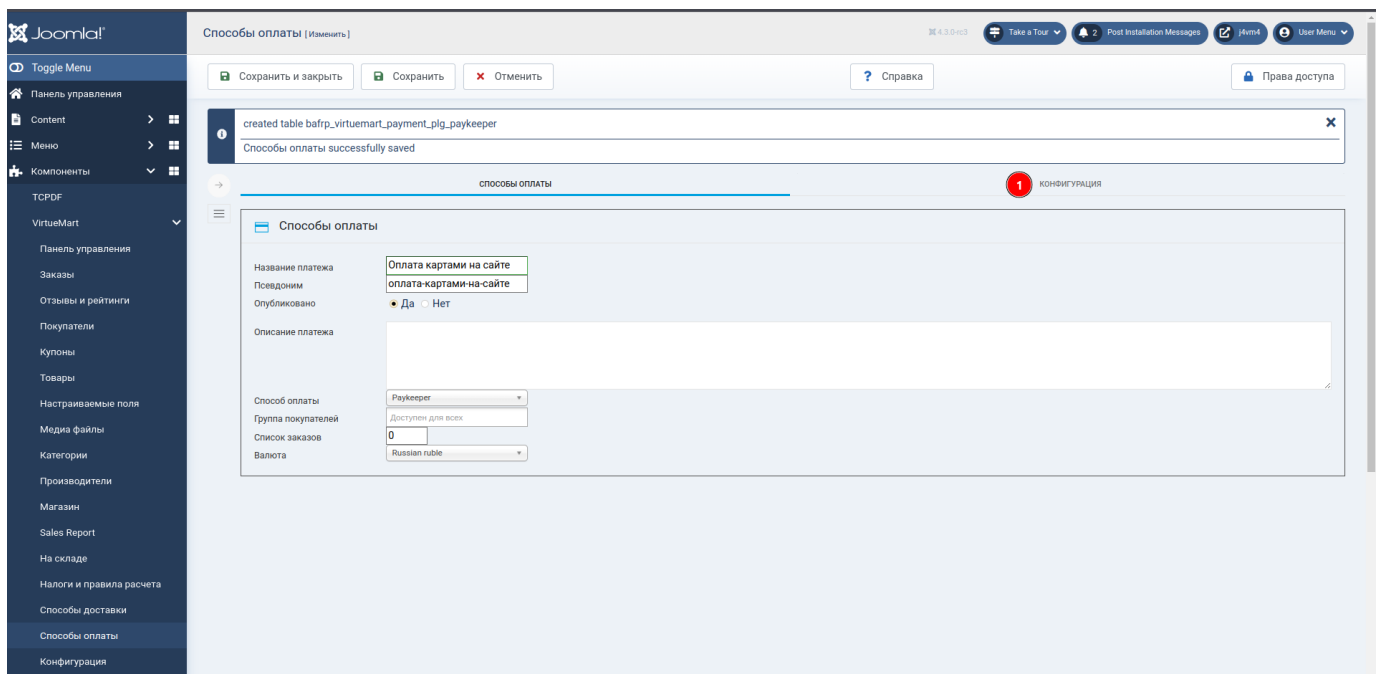 Joomla!®
Способы оплаты [Изменить]
4.3.0-rc3
Take a Tour
2 Post Installation Messages
j4vm4
User Menu
Toggle Menu
Сохранить и закрыть
Сохранить
Отменить
? Справка
Права доступа
Панель управления
Content
Меню
Компоненты
TCPDF
VirtueMart
Панель управления
Заказы
Отзывы и рейтинги
Покупатели
Купоны
Товары
Настраиваемые поля
Медиа файлы
Категории
Производители
Магазин
Sales Report
На складе
Налоги и правила расчета
Способы доставки
Способы оплаты
Конфигурация
created table bafrp_virtuemart_payment_plg_paykeeper
Способы оплаты successfully saved
СПОСОБЫ ОПЛАТЫ
1 КОНФИГУРАЦИЯ
Способы оплаты
Название платежа Оплата картами на сайте
Псевдоним оплата-картами-на-сайте
Опубликовано Да Нет
Описание платежа
Способ оплаты Paykeeper
Группа покупателей Доступен для всех
Список заказов 0
Валюта Russian ruble